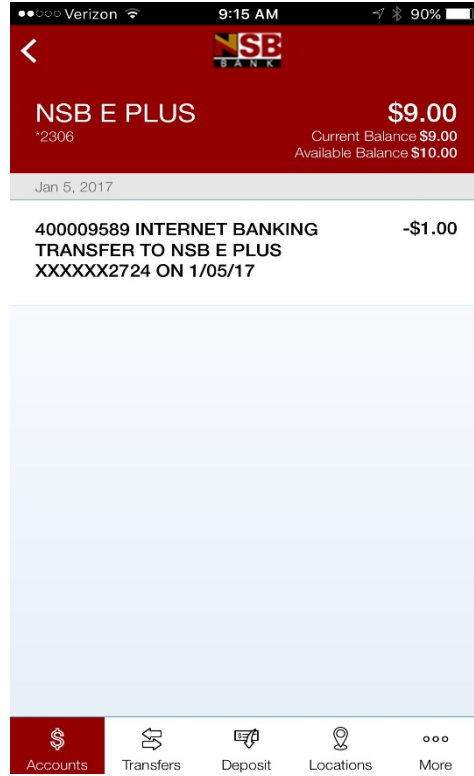 Verizon 9:15 AM 90%
NSB
BANK
NSB E PLUS $9.00
*2306 Current Balance $9.00
Available Balance $10.00
Jan 5, 2017
400009589 INTERNET BANKING -$1.00
TRANSFER TO NSB E PLUS
XXXXXX2724 ON 1/05/17
Accounts Transfers Deposit Locations More